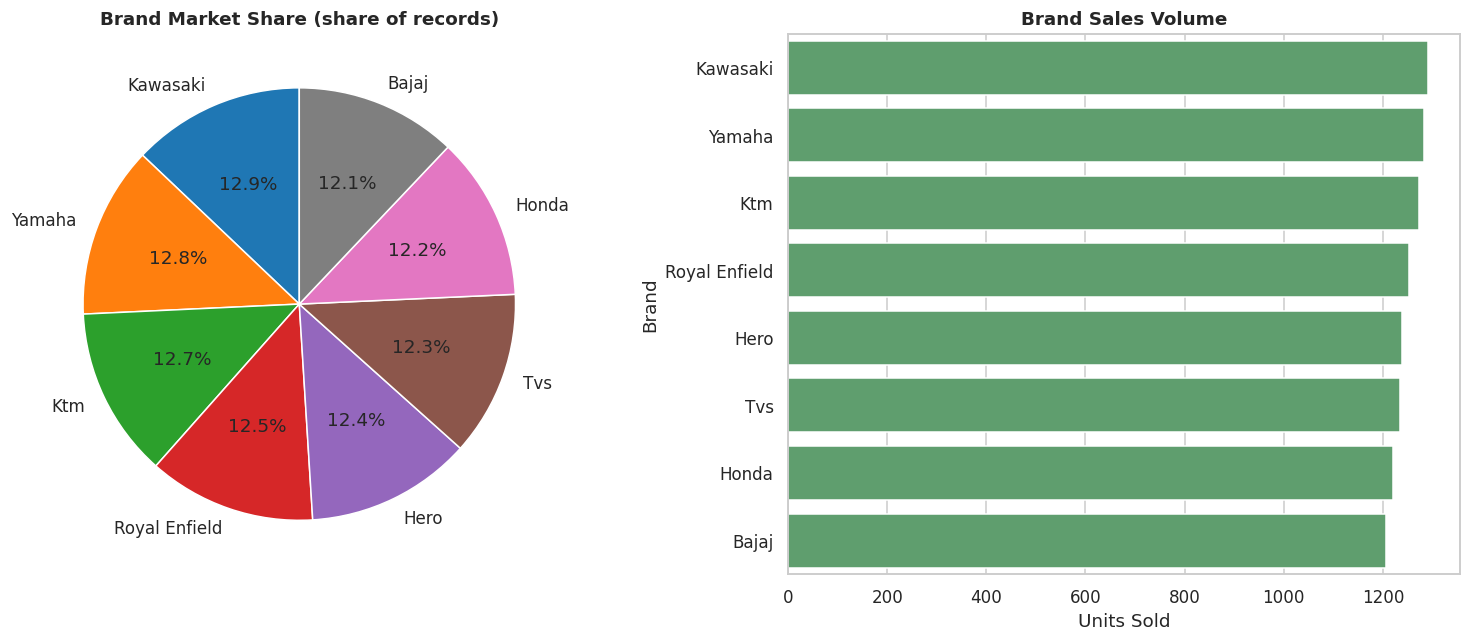 Brand Market Share (share of records)
Kawasaki
Bajaj
Yamaha
Honda
Ktm
Tvs
Royal Enfield
Hero
12.9%
12.1%
12.8%
12.2%
12.7%
12.3%
12.5%
12.4%
Brand Sales Volume
Brand
Kawasaki
Yamaha
Ktm
Royal Enfield
Hero
Tvs
Honda
Bajaj
0 200 400 600 800 1000 1200
Units Sold